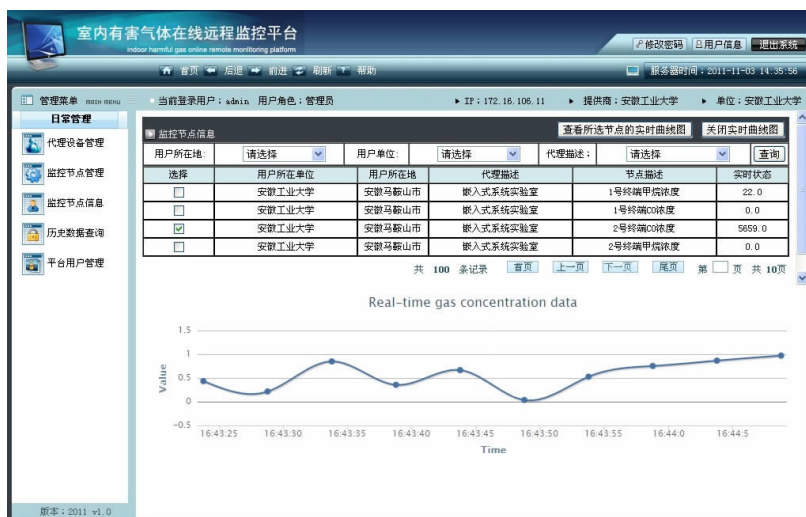 室内有害气体在线远程监控平台
indoor harmful gas online remote monitoring platform
修改密码 用户信息 退出系统
首页 后退 前进 刷新 帮助
服务器时间：2011-11-03 14:35:56
管理菜单 MAIN MENU
当前登录用户：admin 用户角色：管理员
IP：172.16.106.11 提供商：安徽工业大学 单位：安徽工业大学
日常管理
代理设备管理
监控节点管理
监控节点信息
历史数据查询
平台用户管理
监控节点信息 查看所选节点的实时曲线图 关闭实时曲线图
用户所在地： 请选择 用户单位： 请选择 代理描述： 请选择 查询
选择 用户所在单位 用户所在地 代理描述 节点描述 实时状态
安徽工业大学 安徽马鞍山市 嵌入式系统实验室 1号终端甲烷浓度 22.0
安徽工业大学 安徽马鞍山市 嵌入式系统实验室 1号终端CO浓度 0.0
安徽工业大学 安徽马鞍山市 嵌入式系统实验室 2号终端CO浓度 5659.0
安徽工业大学 安徽马鞍山市 嵌入式系统实验室 2号终端甲烷浓度 0.0
共 100 条记录 首页 上一页 下一页 尾页 第 页 共 10页
Real-time gas concentration data
1.5
1
0.5
0
-0.5
Value
16:43:25 16:43:30 16:43:35 16:43:40 16:43:45 16:43:50 16:43:55 16:44:0 16:44:5
Time
版本：2011 v1.0